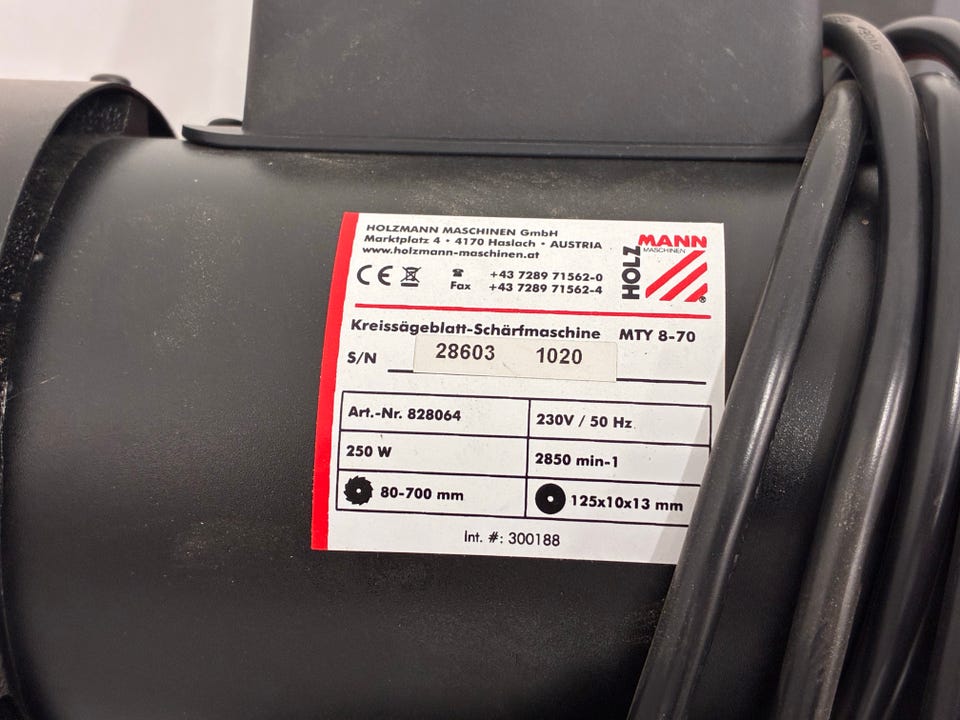 HOLZMANN MASCHINEN GmbH
Marktplatz 4 • 4170 Haslach • AUSTRIA
www.holzmann-maschinen.at
CE
☎ +43 7289 71562-0
Fax +43 7289 71562-4
HOLZ
MANN
MASCHINEN
®
Kreissägeblatt-Schärfmaschine MTY 8-70
S/N 28603 1020
Art.-Nr. 828064 230V / 50 Hz
250 W 2850 min-1
80-700 mm 125x10x13 mm
Int. #: 300188